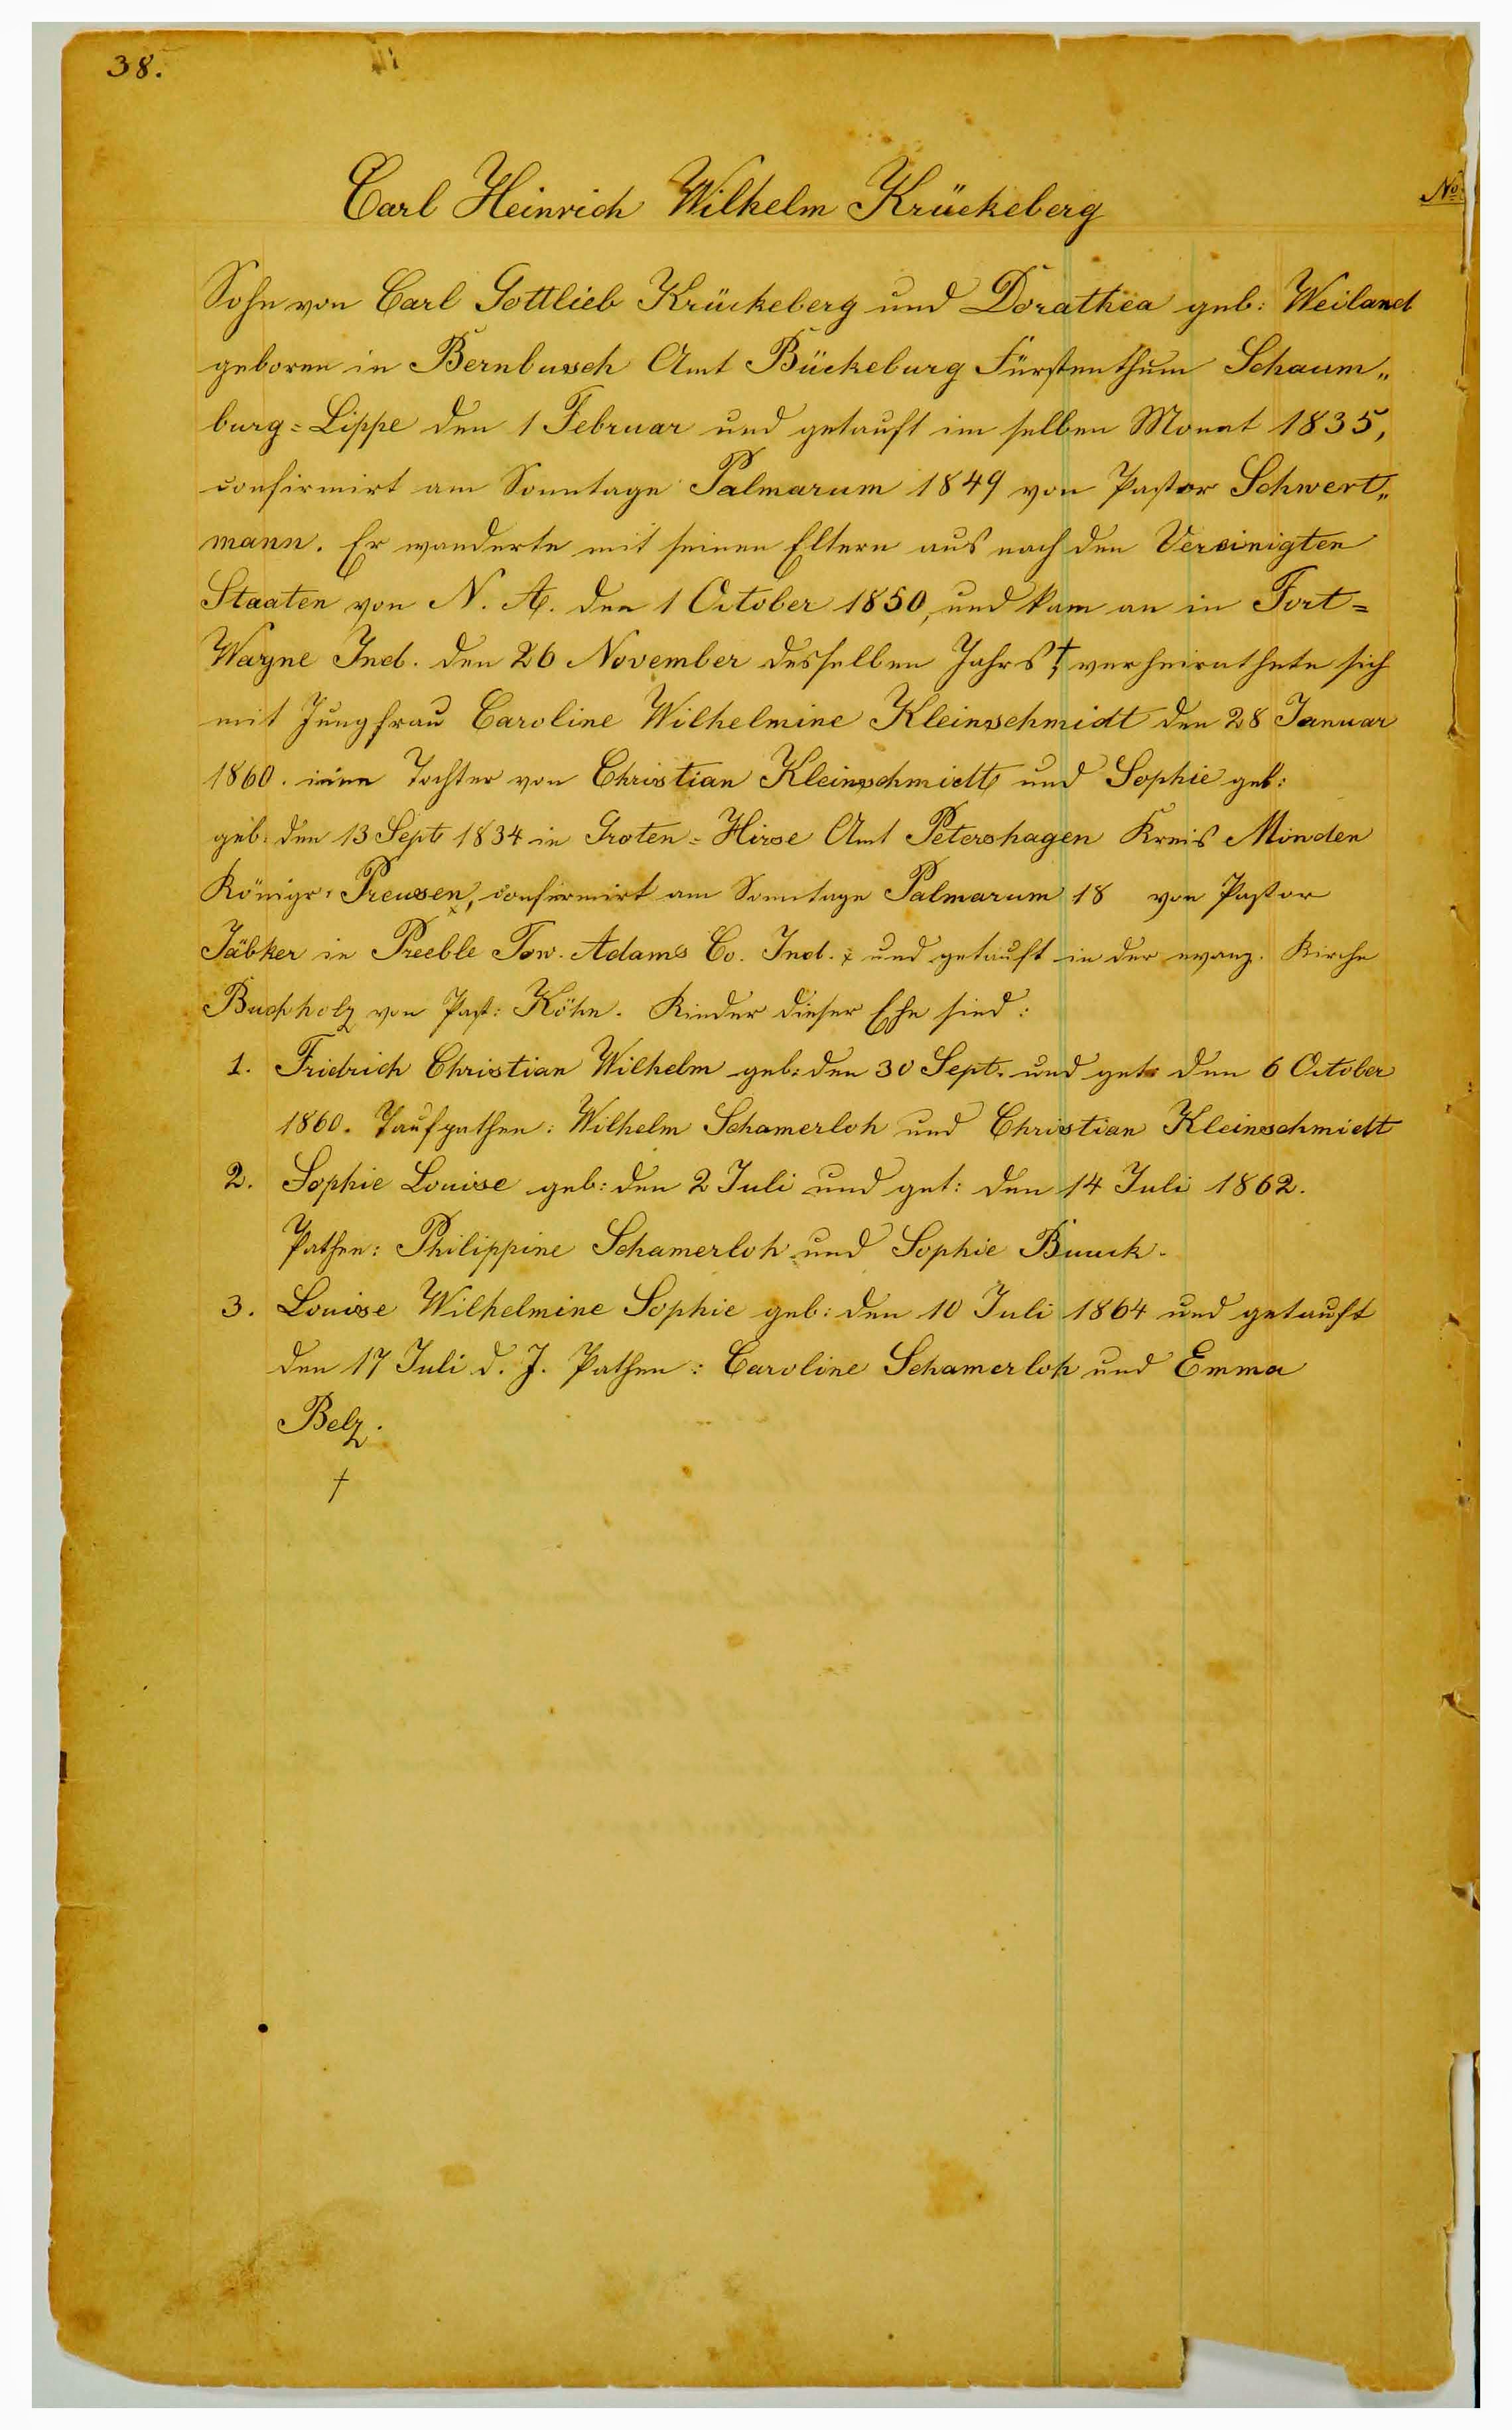 38.
Carl Heinrich Wilhelm Krückeberg
No
Sohn von Carl Gottlieb Krückeberg und Dorathea geb: Weiland
geboren in Bernbusch Amt Bückeburg Fürstenthum Schaum„
burg=Lippe den 1 Februar und getauft im selben Monat 1835,
confirmirt am Sonntage Palmarum 1849 von Pastor Schwert„
mann. Er wanderte mit seinen Eltern aus nach den Vereinigten
Staaten von N. A. den 1 October 1850, und kam an in Fort=
Wayne Ind. den 26 November desselben Jahrs †, verheirathete sich
mit Jungfrau Caroline Wilhelmine Kleinschmidt den 28 Januar
1860. eine Tochter von Christian Kleinschmidt und Sophie geb:
geb: den 13 Sept 1834 in Groten=Hirse Amt Petershagen Kreis Minden
Königr: Preusen, x confirmirt am Sonntage Palmarum 18 von Pastor
Jäbker in Preeble Tow. Adams Co. Ind. x und getauft in der evang. Kirche
Buchholz von Past: Köhn. Kinder dieser Ehe sind:
1. Fridrich Christian Wilhelm geb: den 30 Sept. und get: den 6 October
1860. Taufpathen: Wilhelm Schamerloh und Christian Kleinschmidt
2. Sophie Louise geb: den 2 Juli und get: den 14 Juli 1862.
Pathen: Philippine Schamerloh und Sophie Buuck.
3. Louise Wilhelmine Sophie geb: den 10 Juli 1864 und getauft
den 17 Juli d. J. Pathen: Caroline Schamerloh und Emma
Belz.
†